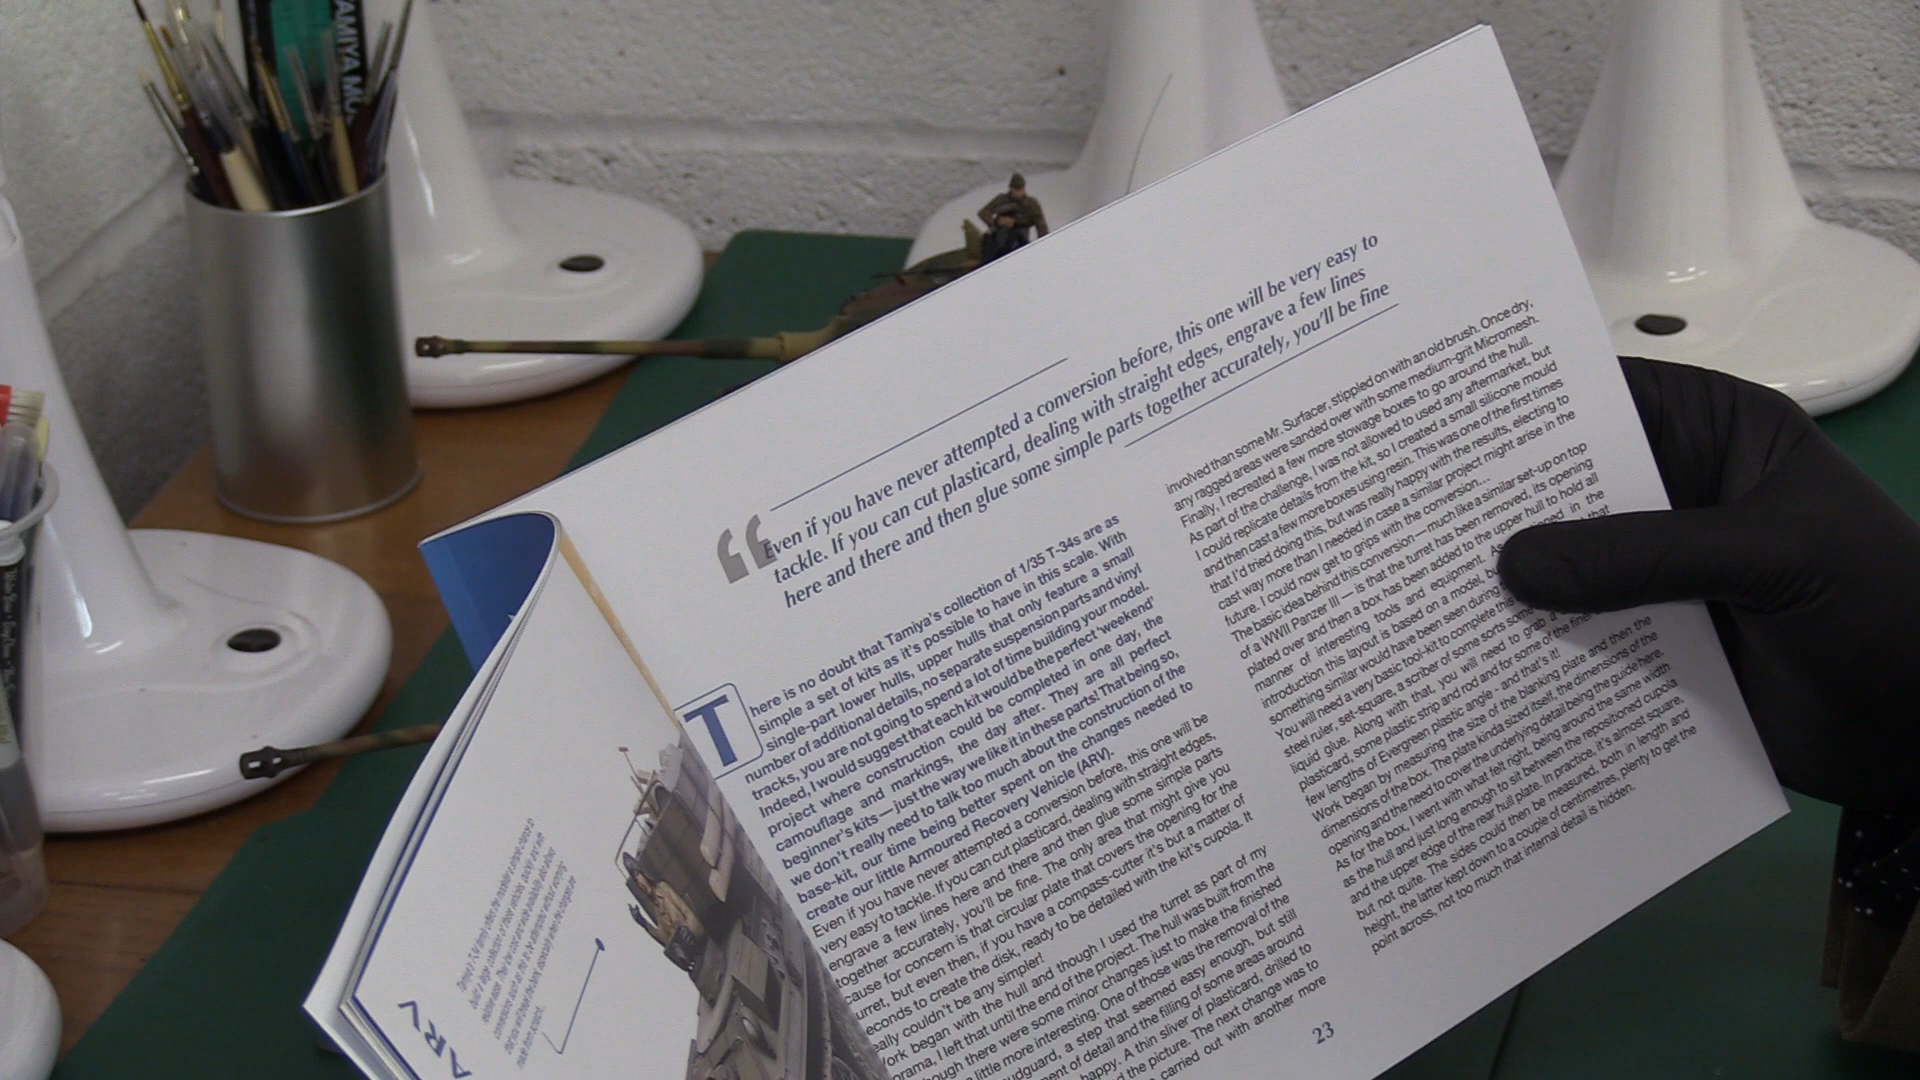 TAMIYA
Even if you have never attempted a conversion before, this one will be very easy to
tackle. If you can cut plasticard, dealing with straight edges, engrave a few lines
here and there and then glue some simple parts together accurately, you'll be fine
There is no doubt that Tamiya's collection of 1/35 T-34s are as
simple a set of kits as it's possible to have in this scale. With
single-part lower hulls, upper hulls that only feature a small
number of additional details, no separate suspension parts and vinyl
tracks, you are not going to spend a lot of time building your model.
Indeed, I would suggest that each kit would be the perfect 'weekend'
project where construction could be completed in one day, the
camouflage and markings, the day after. They are all perfect
beginner's kits—just the way we like it in these parts! That being so,
we don't really need to talk too much about the construction of the
base-kit, our time being better spent on the changes needed to
create our little Armoured Recovery Vehicle (ARV).
Even if you have never attempted a conversion before, this one will be
very easy to tackle. If you can cut plasticard, dealing with straight edges,
engrave a few lines here and there and then glue some simple parts
together accurately, you'll be fine. The only area that might give you
cause for concern is that circular plate that covers the opening for the
turret, but even then, if you have a compass-cutter it's but a matter of
seconds to create the disk, ready to be detailed with the kit's cupola. It
really couldn't be any simpler!
Work began with the hull and though I used the turret as part of my
I left that until the end of the project. The hull was built from the
though there were some minor changes just to make the finished
a little more interesting. One of those was the removal of the
a step that seemed easy enough, but still
of detail and the filling of some areas around
happy. A thin sliver of plasticard, drilled to
the picture. The next change was to
carried out with another more
involved than some Mr. Surfacer, stippled on with an old brush. Once dry,
any ragged areas were sanded over with some medium-grit Micromesh.
Finally, I recreated a few more stowage boxes to go around the hull.
As part of the challenge, I was not allowed to used any aftermarket, but
I could replicate details from the kit, so I created a small silicone mould
and then cast a few more boxes using resin. This was one of the first times
that I'd tried doing this, but was really happy with the results, electing to
cast way more than I needed in case a similar project might arise in the
future. I could now get to grips with the conversion...
The basic idea behind this conversion—much like a similar set-up on top
of a WWII Panzer III — is that the turret has been removed, its opening
plated over and then a box has been added to the upper hull to hold all
manner of interesting tools and equipment. As
in the
introduction this layout is based on a model, b
that
something similar would have been seen during
You will need a very basic tool-kit to complete this
steel ruler, set-square, a scriber of some sorts
liquid glue. Along with that, you will need to grab a
plasticard, some plastic strip and rod and for some of the finer
few lengths of Evergreen plastic angle - and that's it!
Work began by measuring the size of the blanking plate and then the
dimensions of the box. The plate kinda sized itself, the dimensions of the
opening and the need to cover the underlying detail being the guide here.
As for the box, I went with what felt right, being around the same width
as the hull and just long enough to sit between the repositioned cupola
and the upper edge of the rear hull plate. In practice, it's almost square,
but not quite. The sides could then be measured, both in length and
height, the latter kept down to a couple of centimetres, plenty to get the
point across, not too much that internal detail is hidden.
23
ARV